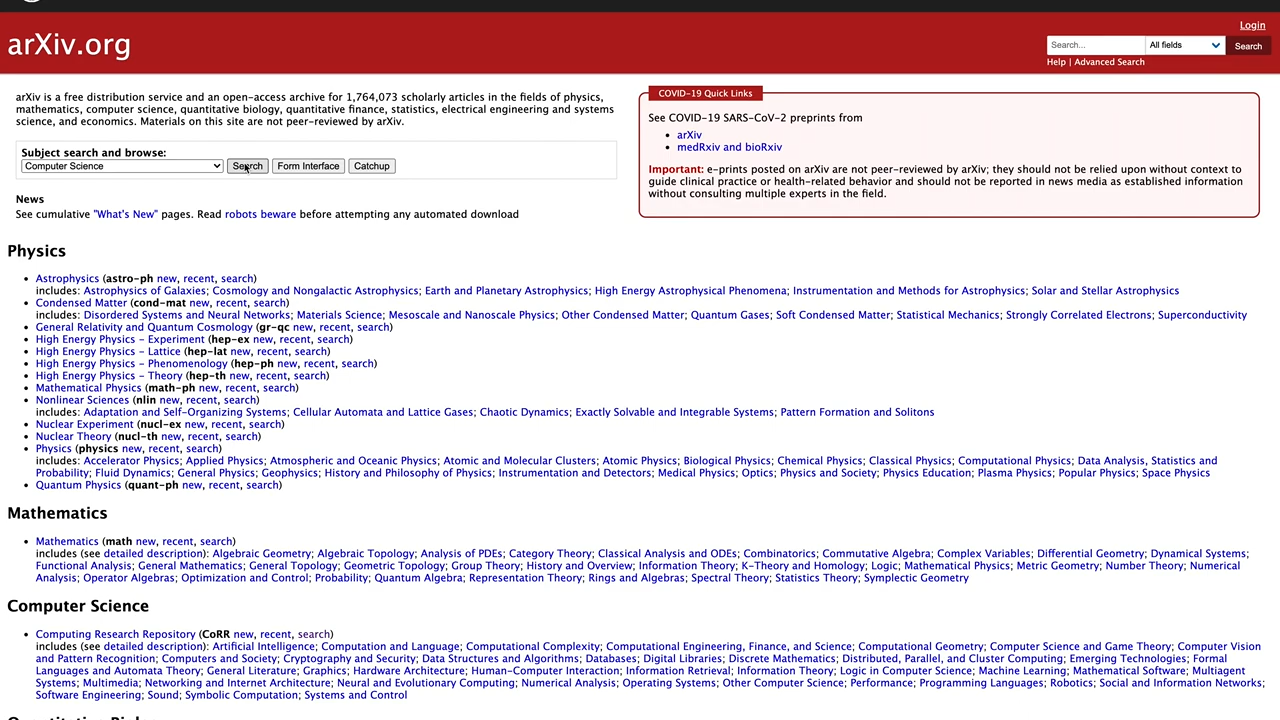 Login
arXiv.org
Search...
All fields
Search
Help | Advanced Search
arXiv is a free distribution service and an open-access archive for 1,764,073 scholarly articles in the fields of physics,
mathematics, computer science, quantitative biology, quantitative finance, statistics, electrical engineering and systems
science, and economics. Materials on this site are not peer-reviewed by arXiv.
Subject search and browse:
Computer Science
Search
Form Interface
Catchup
News
See cumulative "What's New" pages. Read robots beware before attempting any automated download
COVID-19 Quick Links
See COVID-19 SARS-CoV-2 preprints from
• arXiv
• medRxiv and bioRxiv
Important: e-prints posted on arXiv are not peer-reviewed by arXiv; they should not be relied upon without context to
guide clinical practice or health-related behavior and should not be reported in news media as established information
without consulting multiple experts in the field.
Physics
• Astrophysics (astro-ph new, recent, search)
includes: Astrophysics of Galaxies; Cosmology and Nongalactic Astrophysics; Earth and Planetary Astrophysics; High Energy Astrophysical Phenomena; Instrumentation and Methods for Astrophysics; Solar and Stellar Astrophysics
• Condensed Matter (cond-mat new, recent, search)
includes: Disordered Systems and Neural Networks; Materials Science; Mesoscale and Nanoscale Physics; Other Condensed Matter; Quantum Gases; Soft Condensed Matter; Statistical Mechanics; Strongly Correlated Electrons; Superconductivity
• General Relativity and Quantum Cosmology (gr-qc new, recent, search)
• High Energy Physics - Experiment (hep-ex new, recent, search)
• High Energy Physics - Lattice (hep-lat new, recent, search)
• High Energy Physics - Phenomenology (hep-ph new, recent, search)
• High Energy Physics - Theory (hep-th new, recent, search)
• Mathematical Physics (math-ph new, recent, search)
• Nonlinear Sciences (nlin new, recent, search)
includes: Adaptation and Self-Organizing Systems; Cellular Automata and Lattice Gases; Chaotic Dynamics; Exactly Solvable and Integrable Systems; Pattern Formation and Solitons
• Nuclear Experiment (nucl-ex new, recent, search)
• Nuclear Theory (nucl-th new, recent, search)
• Physics (physics new, recent, search)
includes: Accelerator Physics; Applied Physics; Atmospheric and Oceanic Physics; Atomic and Molecular Clusters; Atomic Physics; Biological Physics; Chemical Physics; Classical Physics; Computational Physics; Data Analysis, Statistics and
Probability; Fluid Dynamics; General Physics; Geophysics; History and Philosophy of Physics; Instrumentation and Detectors; Medical Physics; Optics; Physics and Society; Physics Education; Plasma Physics; Popular Physics; Space Physics
• Quantum Physics (quant-ph new, recent, search)
Mathematics
• Mathematics (math new, recent, search)
includes (see detailed description): Algebraic Geometry; Algebraic Topology; Analysis of PDEs; Category Theory; Classical Analysis and ODEs; Combinatorics; Commutative Algebra; Complex Variables; Differential Geometry; Dynamical Systems;
Functional Analysis; General Mathematics; General Topology; Geometric Topology; Group Theory; History and Overview; Information Theory; K-Theory and Homology; Logic; Mathematical Physics; Metric Geometry; Number Theory; Numerical
Analysis; Operator Algebras; Optimization and Control; Probability; Quantum Algebra; Representation Theory; Rings and Algebras; Spectral Theory; Statistics Theory; Symplectic Geometry
Computer Science
• Computing Research Repository (CoRR new, recent, search)
includes (see detailed description): Artificial Intelligence; Computation and Language; Computational Complexity; Computational Engineering, Finance, and Science; Computational Geometry; Computer Science and Game Theory; Computer Vision
and Pattern Recognition; Computers and Society; Cryptography and Security; Data Structures and Algorithms; Databases; Digital Libraries; Discrete Mathematics; Distributed, Parallel, and Cluster Computing; Emerging Technologies; Formal
Languages and Automata Theory; General Literature; Graphics; Hardware Architecture; Human-Computer Interaction; Information Retrieval; Information Theory; Logic in Computer Science; Machine Learning; Mathematical Software; Multiagent
Systems; Multimedia; Networking and Internet Architecture; Neural and Evolutionary Computing; Numerical Analysis; Operating Systems; Other Computer Science; Performance; Programming Languages; Robotics; Social and Information Networks;
Software Engineering; Sound; Symbolic Computation; Systems and Control